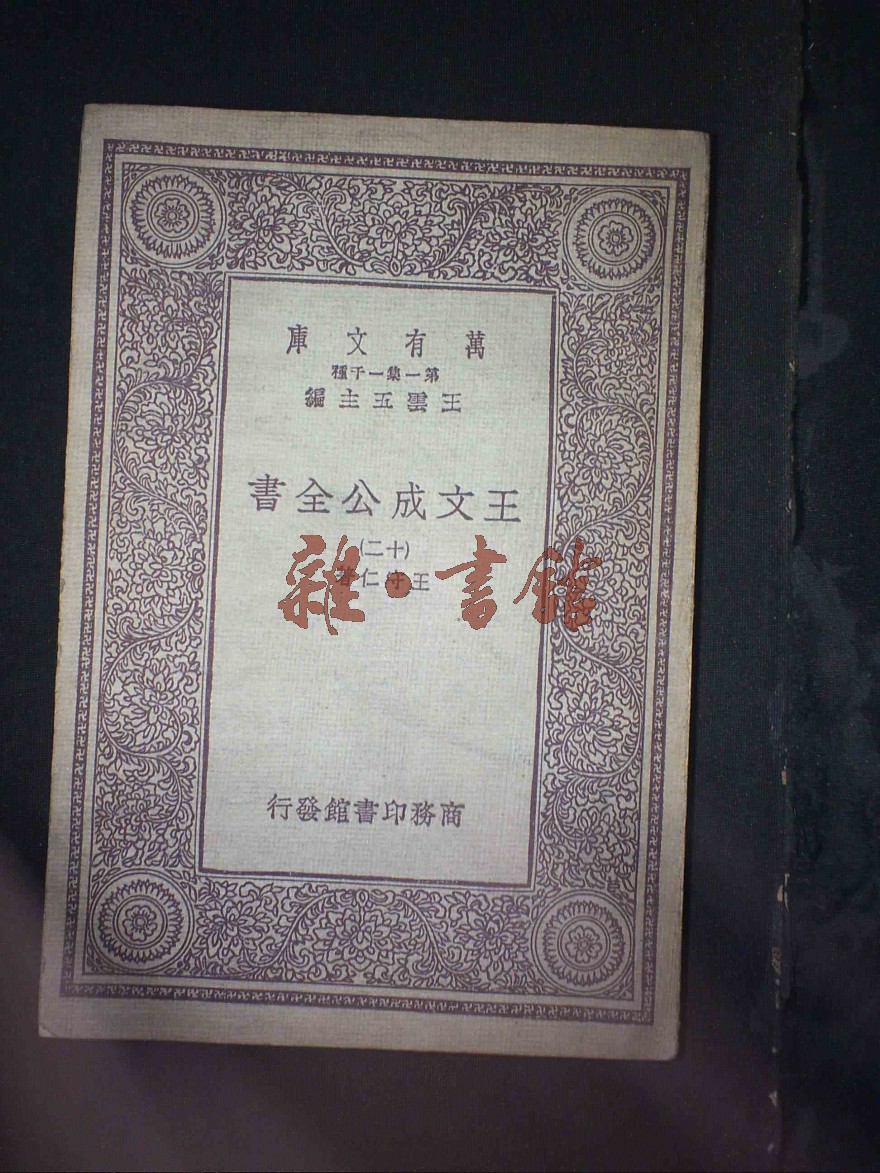 萬有文庫
第一集一千種
王雲五主編
王文成公全書
(十二)
王守仁著
雜·書館
商務印書館發行